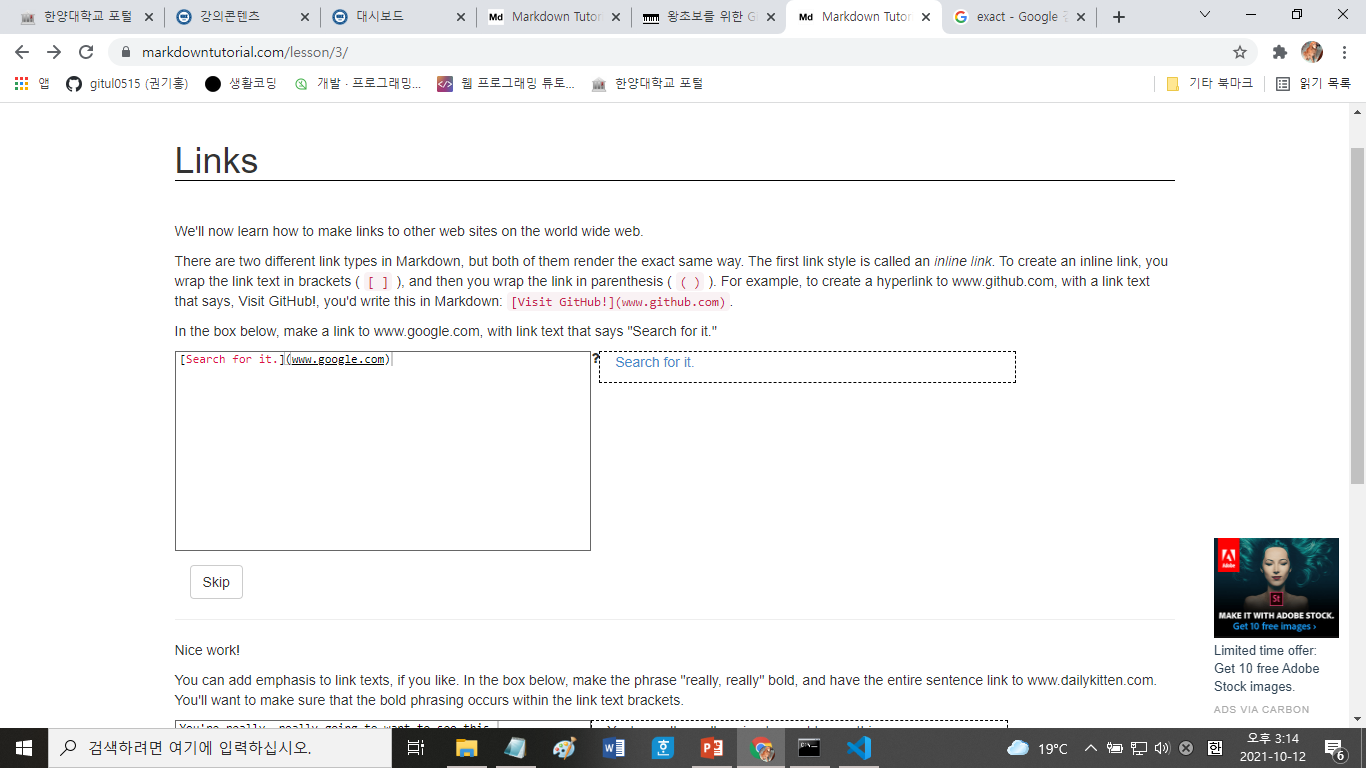 한양대학교 포털
강의콘텐츠
대시보드
Md Markdown Tutor
왕초보를 위한 G
Md Markdown Tutor
exact - Google
markdowntutorial.com/lesson/3/
앱
gitul0515 (권기홍)
생활코딩
개발 · 프로그래밍...
웹 프로그래밍 튜토...
한양대학교 포털
기타 북마크
읽기 목록
Links
We'll now learn how to make links to other web sites on the world wide web.
There are two different link types in Markdown, but both of them render the exact same way. The first link style is called an inline link. To create an inline link, you
wrap the link text in brackets ( [ ] ), and then you wrap the link in parenthesis ( ( ) ). For example, to create a hyperlink to www.github.com, with a link text
that says, Visit GitHub!, you'd write this in Markdown: [Visit GitHub!](www.github.com).
In the box below, make a link to www.google.com, with link text that says "Search for it."
[Search for it.](www.google.com)
?
Search for it.
Skip
Nice work!
You can add emphasis to link texts, if you like. In the box below, make the phrase "really, really" bold, and have the entire sentence link to www.dailykitten.com.
You'll want to make sure that the bold phrasing occurs within the link text brackets.
You're really, really going to want to see this.
Adobe
St
MAKE IT WITH ADOBE STOCK.
Get 10 free images ›
Limited time offer:
Get 10 free Adobe
Stock images.
ADS VIA CARBON
검색하려면 여기에 입력하십시오.
19°C
한
오후 3:14
2021-10-12
6